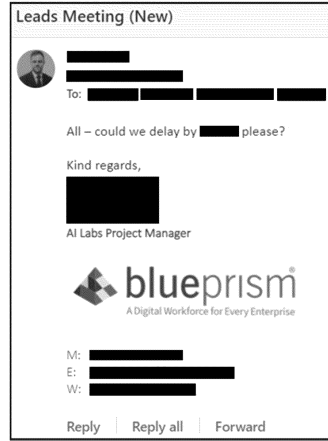 Leads Meeting (New)
To:
All – could we delay by please?
Kind regards,
AI Labs Project Manager
blueprism®
A Digital Workforce for Every Enterprise
M:
E:
W:
Reply Reply all Forward